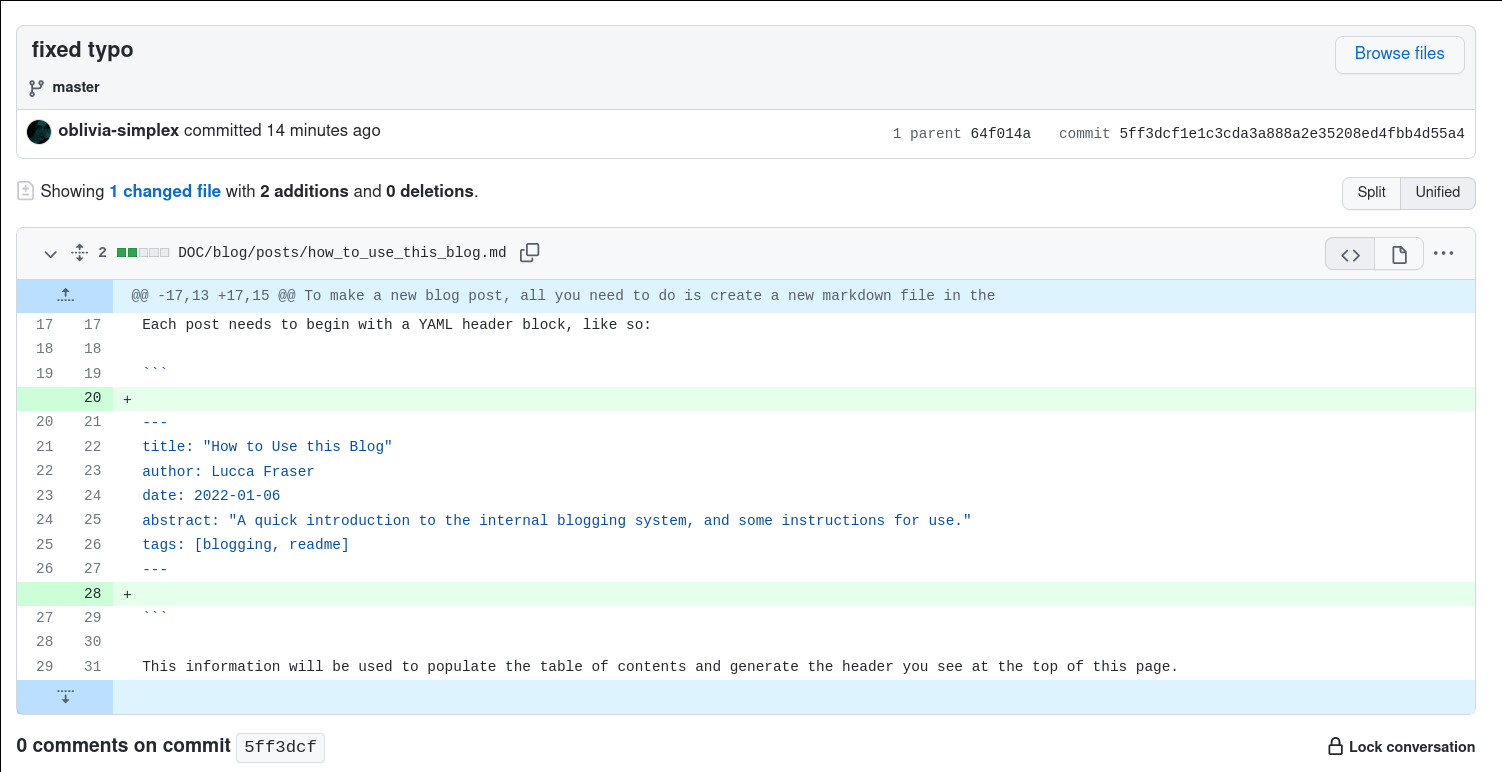 fixed typo
Browse files
master
oblivia-simplex committed 14 minutes ago
1 parent 64f014a commit 5ff3dcf1e1c3cda3a888a2e35208ed4fbb4d55a4
Showing 1 changed file with 2 additions and 0 deletions.
Split Unified
2 DOC/blog/posts/how_to_use_this_blog.md
@@ -17,13 +17,15 @@ To make a new blog post, all you need to do is create a new markdown file in the
17 17 Each post needs to begin with a YAML header block, like so:
18 18
19 19 ```
20 +
20 21 ---
21 22 title: "How to Use this Blog"
22 23 author: Lucca Fraser
23 24 date: 2022-01-06
24 25 abstract: "A quick introduction to the internal blogging system, and some instructions for use."
25 26 tags: [blogging, readme]
26 27 ---
28 +
27 29 ```
28 30
29 31 This information will be used to populate the table of contents and generate the header you see at the top of this page.
0 comments on commit 5ff3dcf
Lock conversation